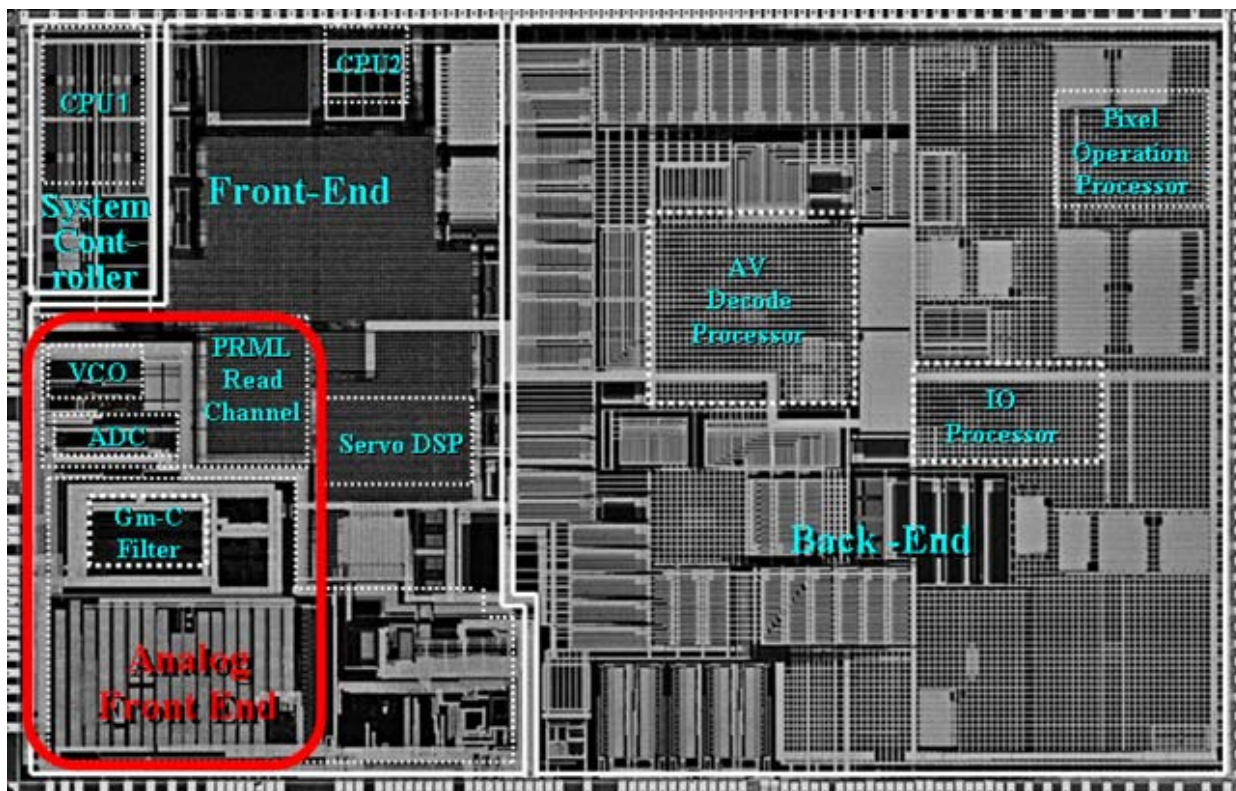 CPU1
System
Cont-
roller
CPU2
Front-End
PRML
Read
Channel
VCO
ADC
Servo DSP
Gm-C
Filter
Analog
Front End
Pixel
Operation
Processor
AV
Decode
Processor
IO
Processor
Back -End